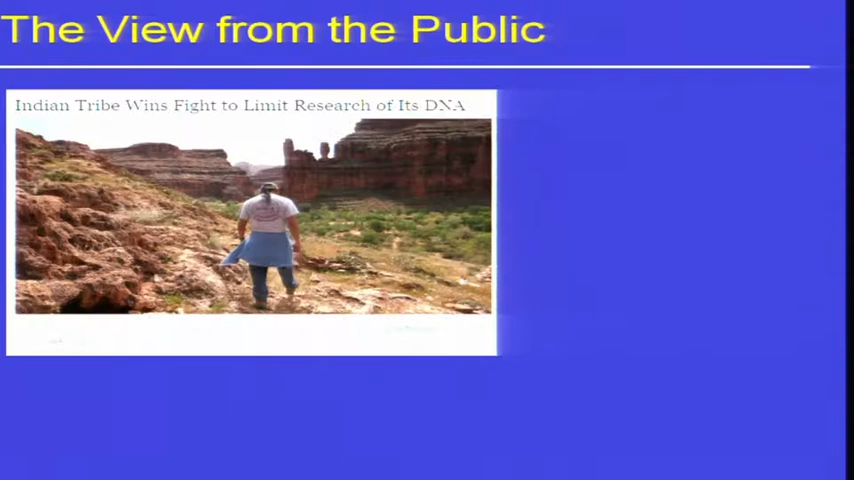 The View from the Public
Indian Tribe Wins Fight to Limit Research of Its DNA